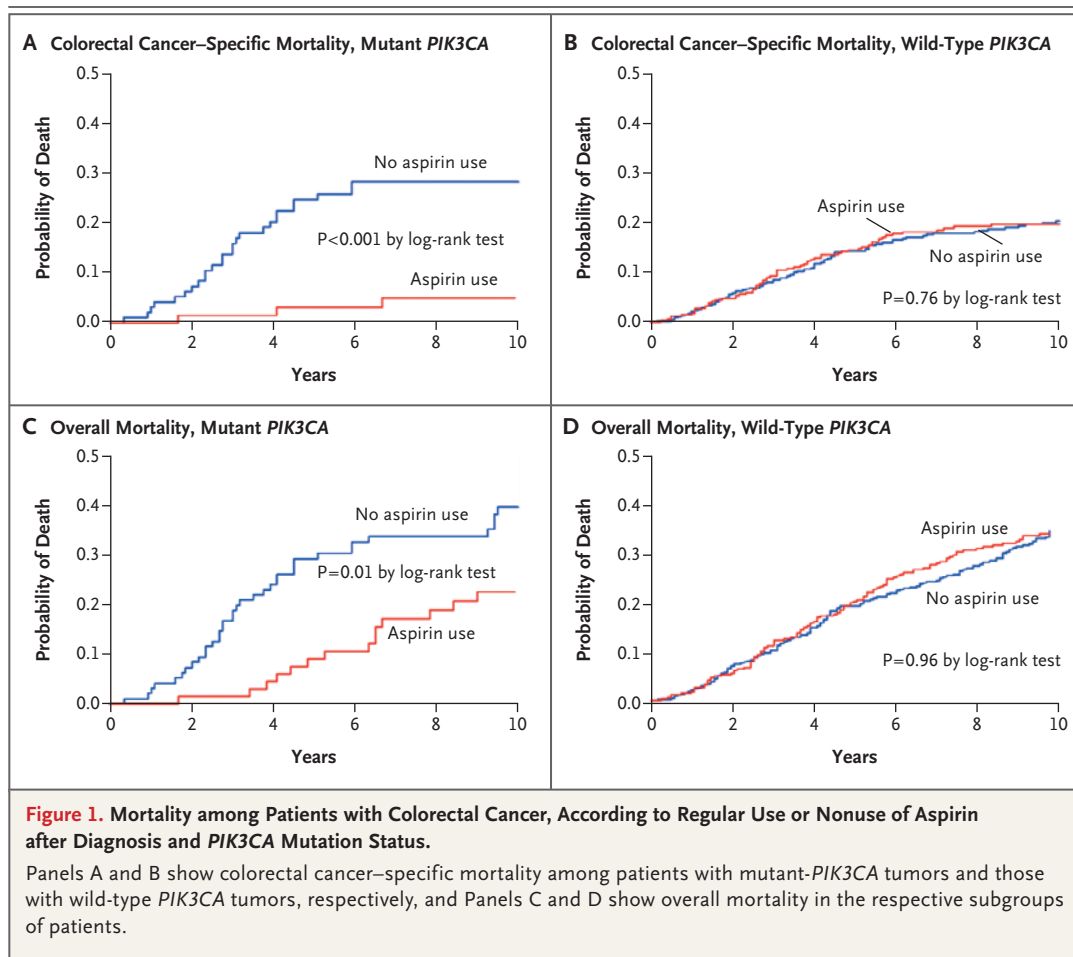 A Colorectal Cancer–Specific Mortality, Mutant PIK3CA
0.5
0.4
0.3
0.2
0.1
0.0
Probability of Death
No aspirin use
P<0.001 by log-rank test
Aspirin use
0 2 4 6 8 10
Years
B Colorectal Cancer–Specific Mortality, Wild-Type PIK3CA
0.5
0.4
0.3
0.2
0.1
0.0
Probability of Death
Aspirin use
No aspirin use
P=0.76 by log-rank test
0 2 4 6 8 10
Years
C Overall Mortality, Mutant PIK3CA
0.5
0.4
0.3
0.2
0.1
0.0
Probability of Death
No aspirin use
P=0.01 by log-rank test
Aspirin use
0 2 4 6 8 10
Years
D Overall Mortality, Wild-Type PIK3CA
0.5
0.4
0.3
0.2
0.1
0.0
Probability of Death
Aspirin use
No aspirin use
P=0.96 by log-rank test
0 2 4 6 8 10
Years
Figure 1. Mortality among Patients with Colorectal Cancer, According to Regular Use or Nonuse of Aspirin
after Diagnosis and PIK3CA Mutation Status.
Panels A and B show colorectal cancer–specific mortality among patients with mutant-PIK3CA tumors and those
with wild-type PIK3CA tumors, respectively, and Panels C and D show overall mortality in the respective subgroups
of patients.